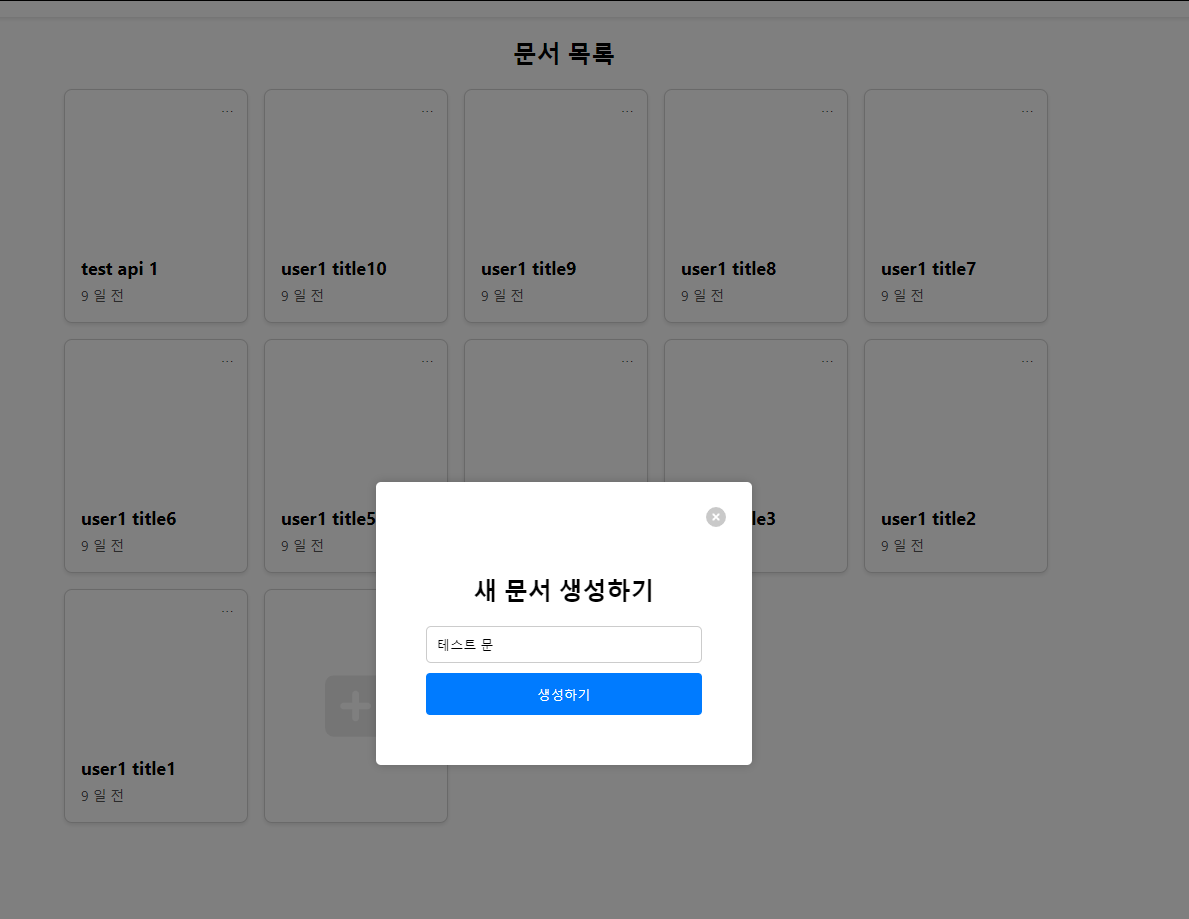 문서 목록
...
...
...
...
...
test api 1
user1 title10
user1 title9
user1 title8
user1 title7
9 일 전
9 일 전
9 일 전
9 일 전
9 일 전
...
...
...
...
...
user1 title6
user1 title5
le3
user1 title2
9 일 전
9 일 전
9 일 전
새 문서 생성하기
테스트 문
생성하기
...
user1 title1
9 일 전